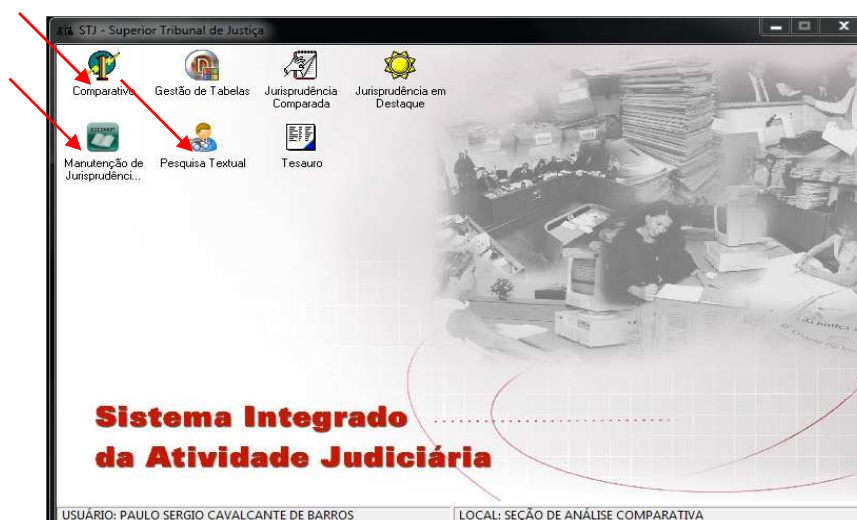 STJ - Superior Tribunal de Justiça
Comparativo
Gestão de Tabelas
Jurisprudência
Comparada
Jurisprudência em
Destaque
Manutenção de
Jurisprudênci...
Pesquisa Textual
Tesauro
Sistema Integrado
da Atividade Judiciária
USUÁRIO: PAULO SERGIO CAVALCANTE DE BARROS
LOCAL: SEÇÃO DE ANÁLISE COMPARATIVA